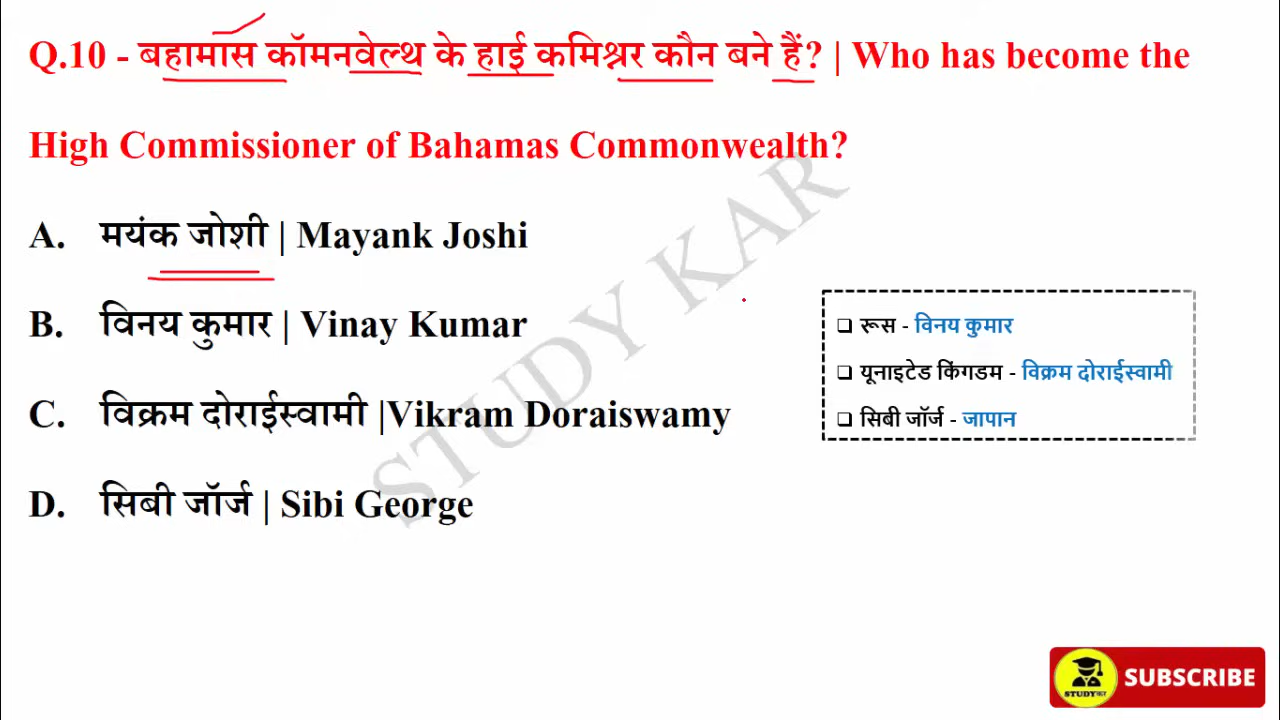 Q.10 - बहामास कॉमनवेल्थ के हाई कमिश्नर कौन बने हैं? | Who has become the
High Commissioner of Bahamas Commonwealth?
A. मयंक जोशी | Mayank Joshi
B. विनय कुमार | Vinay Kumar
C. विक्रम दोराईस्वामी |Vikram Doraiswamy
D. सिबी जॉर्ज | Sibi George
❑ रूस - विनय कुमार
❑ यूनाइटेड किंगडम - विक्रम दोराईस्वामी
❑ सिबी जॉर्ज - जापान
STUDY KAR
STUDYकर
SUBSCRIBE